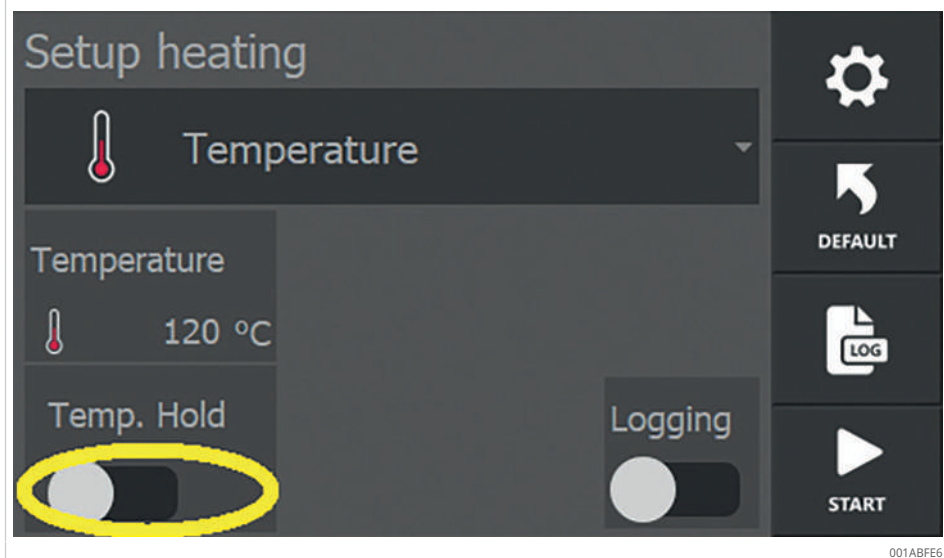 Setup heating
Temperature
DEFAULT
Temperature
120 °C
LOG
Temp. Hold
Logging
START
001ABFE6